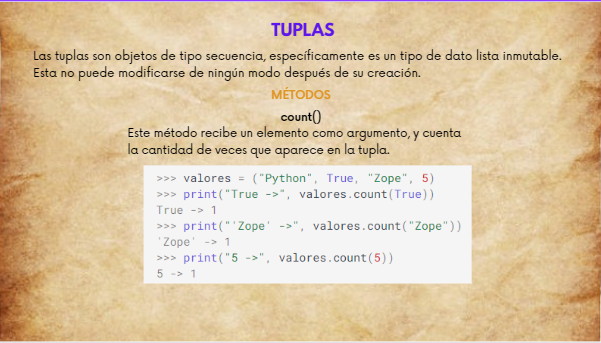 TUPLAS
Las tuplas son objetos de tipo secuencia, específicamente es un tipo de dato lista inmutable.
Esta no puede modificarse de ningún modo después de su creación.
MÉTODOS
count()
Este método recibe un elemento como argumento, y cuenta
la cantidad de veces que aparece en la tupla.
>>> valores = ("Python", True, "Zope", 5)
>>> print("True ->", valores.count(True))
True -> 1
>>> print("'Zope' ->", valores.count("Zope"))
'Zope' -> 1
>>> print("5 ->", valores.count(5))
5 -> 1